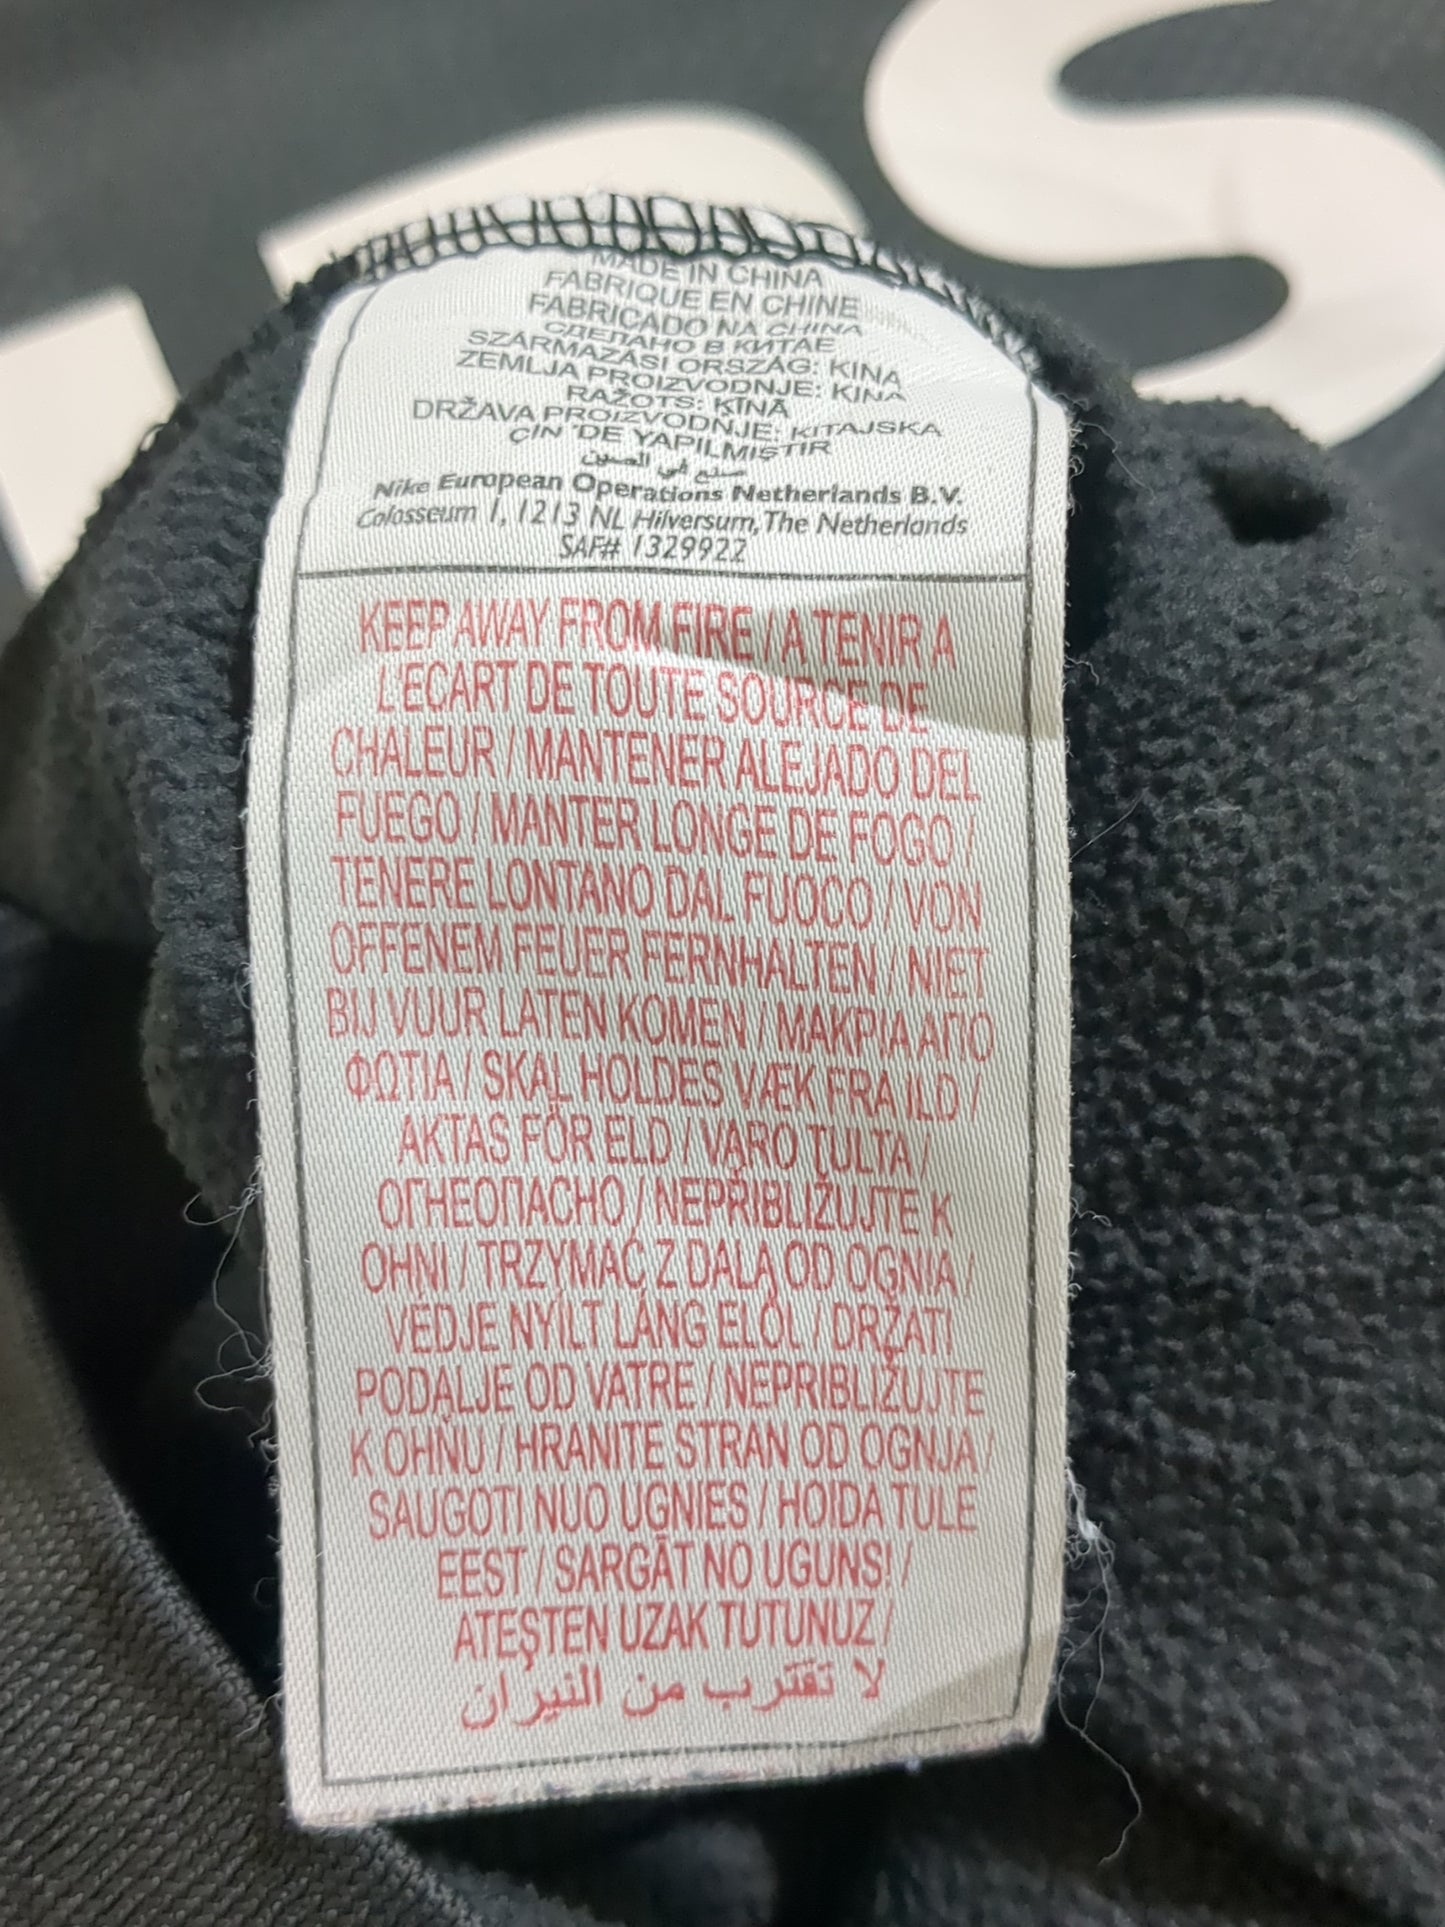 MADE IN CHINA
FABRIQUE EN CHINE
FABRICADO NA CHINA
СДЕЛАНО В КИТАЕ
SZÁRMAZÁSI ORSZÁG: KINA
ZEMLJA PROIZVODNJE: KINA
RAŽOTS: ĶĪNĀ
DRŽAVA PROIZVODNJE: KITAJSKA
ÇIN 'DE YAPILMIŞTIR
صنع في الصين
Nike European Operations Netherlands B.V.
Colosseum 1, 1213 NL Hilversum, The Netherlands
SAF# 1329922
KEEP AWAY FROM FIRE / A TENIR A
L'ECART DE TOUTE SOURCE DE
CHALEUR / MANTENER ALEJADO DEL
FUEGO / MANTER LONGE DE FOGO /
TENERE LONTANO DAL FUOCO / VON
OFFENEM FEUER FERNHALTEN / NIET
BIJ VUUR LATEN KOMEN / ΜΑΚΡΙΑ ΑΠΟ
ΦΩΤΙΑ / SKAL HOLDES VÆK FRA ILD /
AKTAS FÖR ELD / VARO TULTA /
ОГНЕОПАСНО / NEPŘIBLIŽUJTE K
OHNI / TRZYMAĆ Z DALA OD OGNIA /
VÉDJE NYÍLT LÁNG ELŐL / DRŽATI
PODALJE OD VATRE / NEPRIBLIŽUJTE
K OHŇU / HRANITE STRAN OD OGNJA /
SAUGOTI NUO UGNIES / HOIDA TULE
EEST / SARGĀT NO UGUNS! /
ATEŞTEN UZAK TUTUNUZ /
لا تقترب من النيران
S